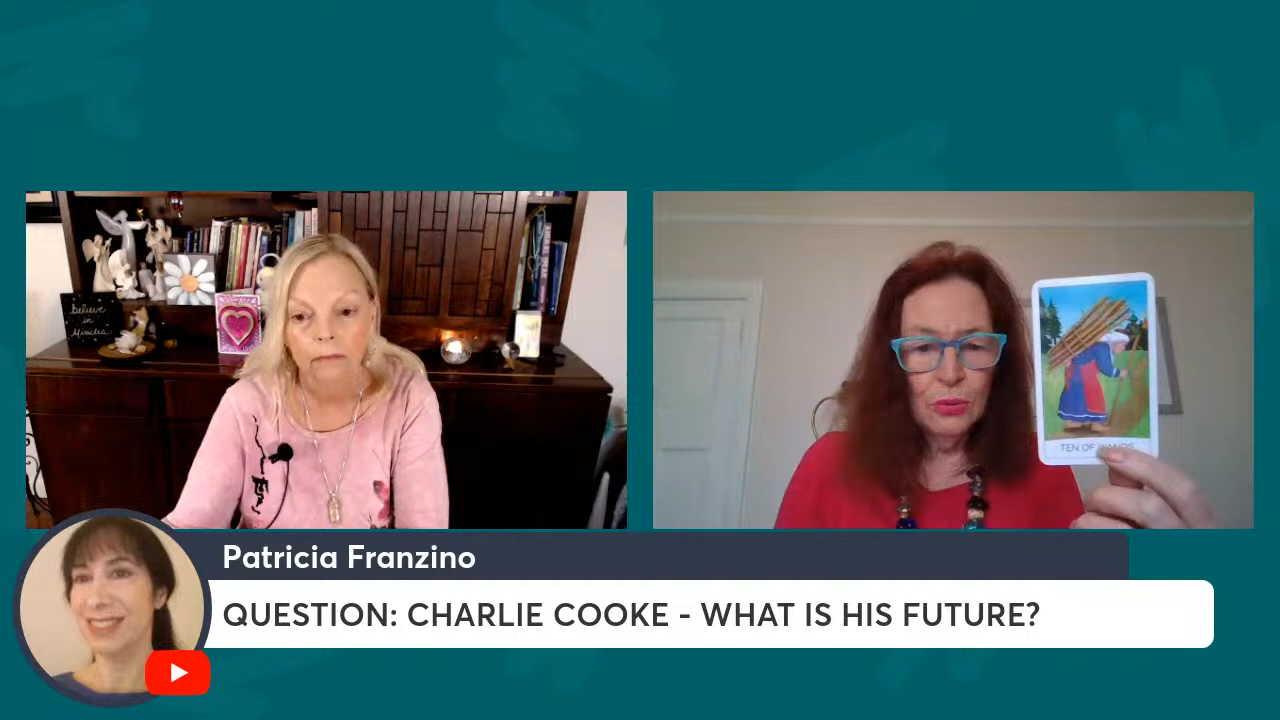 believe
in
Miracles
TEN OF WANDS
Patricia Franzino
QUESTION: CHARLIE COOKE - WHAT IS HIS FUTURE?